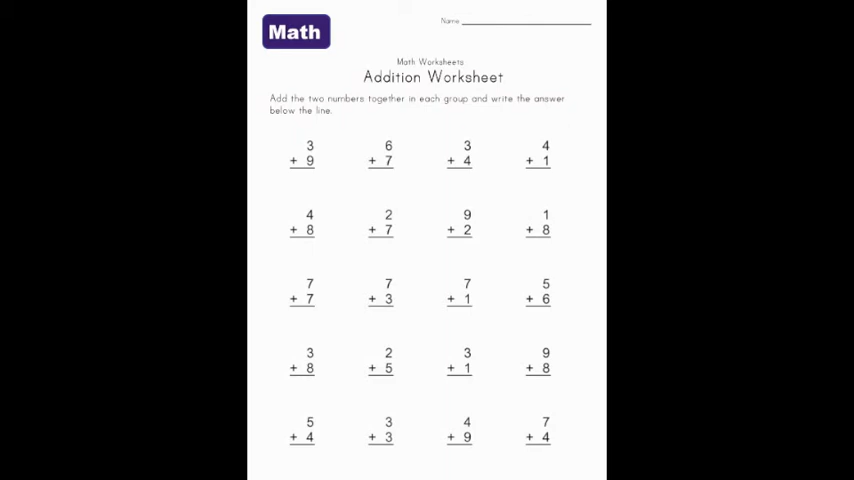 Math
Name
Math Worksheets
Addition Worksheet
Add the two numbers together in each group and write the answer
below the line.
3 6 3 4
+ 9 + 7 + 4 + 1
4 2 9 1
+ 8 + 7 + 2 + 8
7 7 7 5
+ 7 + 3 + 1 + 6
3 2 3 9
+ 8 + 5 + 1 + 8
5 3 4 7
+ 4 + 3 + 9 + 4